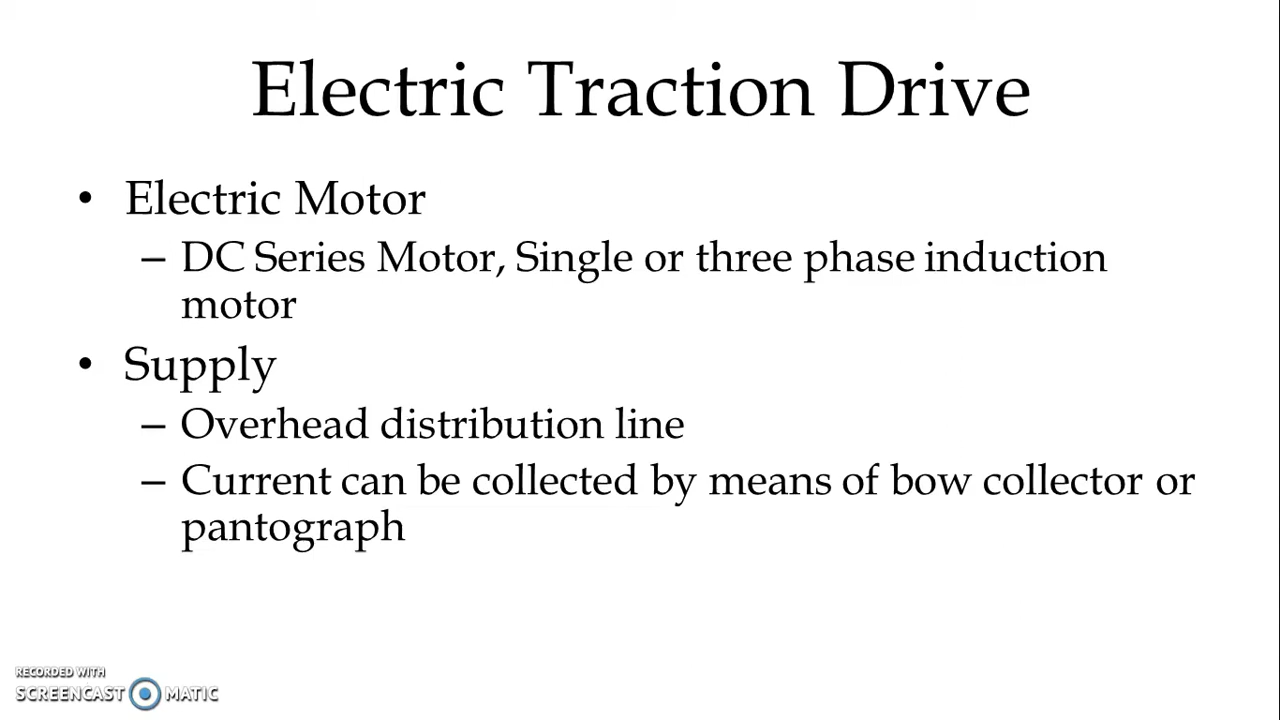 Electric Traction Drive
• Electric Motor
– DC Series Motor, Single or three phase induction
motor
• Supply
– Overhead distribution line
– Current can be collected by means of bow collector or
pantograph
RECORDED WITH
SCREENCAST MATIC